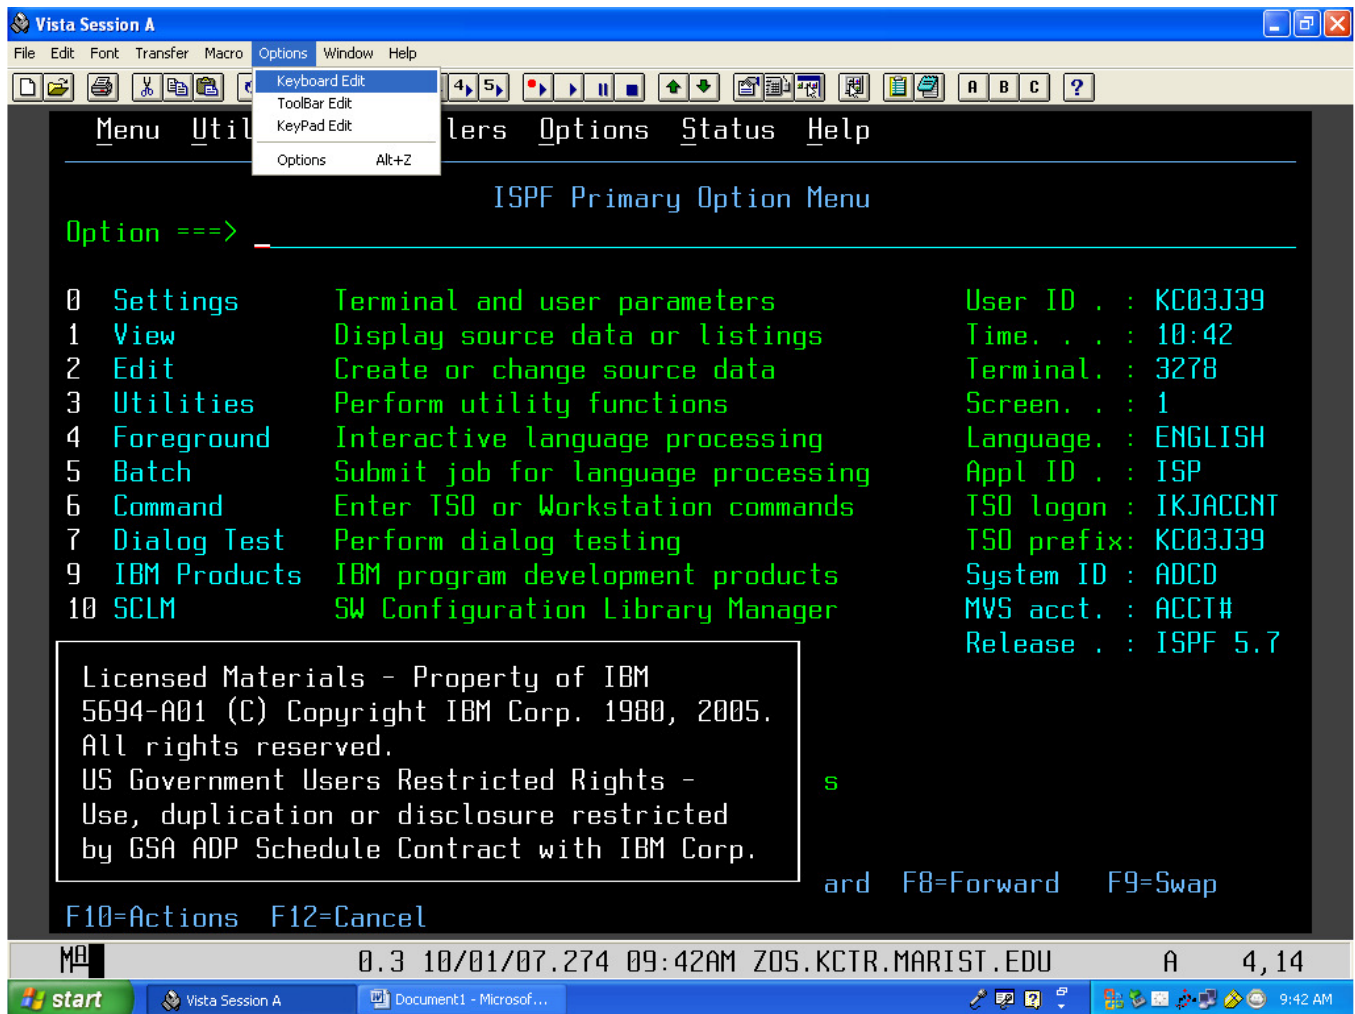 Vista Session A
File Edit Font Transfer Macro Options Window Help
Keyboard Edit
ToolBar Edit
KeyPad Edit
Options Alt+Z
4 5 A B C ?
Menu Util lers Options Status Help
ISPF Primary Option Menu
Option ===> _
0 Settings Terminal and user parameters User ID . : KC03J39
1 View Display source data or listings Time. . . : 10:42
2 Edit Create or change source data Terminal. : 3278
3 Utilities Perform utility functions Screen. . : 1
4 Foreground Interactive language processing Language. : ENGLISH
5 Batch Submit job for language processing Appl ID . : ISP
6 Command Enter TSO or Workstation commands TSO logon : IKJACCNT
7 Dialog Test Perform dialog testing TSO prefix: KC03J39
9 IBM Products IBM program development products System ID : ADCD
10 SCLM SW Configuration Library Manager MVS acct. : ACCT#
Release . : ISPF 5.7
Licensed Materials - Property of IBM
5694-A01 (C) Copyright IBM Corp. 1980, 2005.
All rights reserved.
US Government Users Restricted Rights - s
Use, duplication or disclosure restricted
by GSA ADP Schedule Contract with IBM Corp.
ard F8=Forward F9=Swap
F10=Actions F12=Cancel
MA 0.3 10/01/07.274 09:42AM ZOS.KCTR.MARIST.EDU A 4,14
start Vista Session A Document1 - Microsof... 9:42 AM